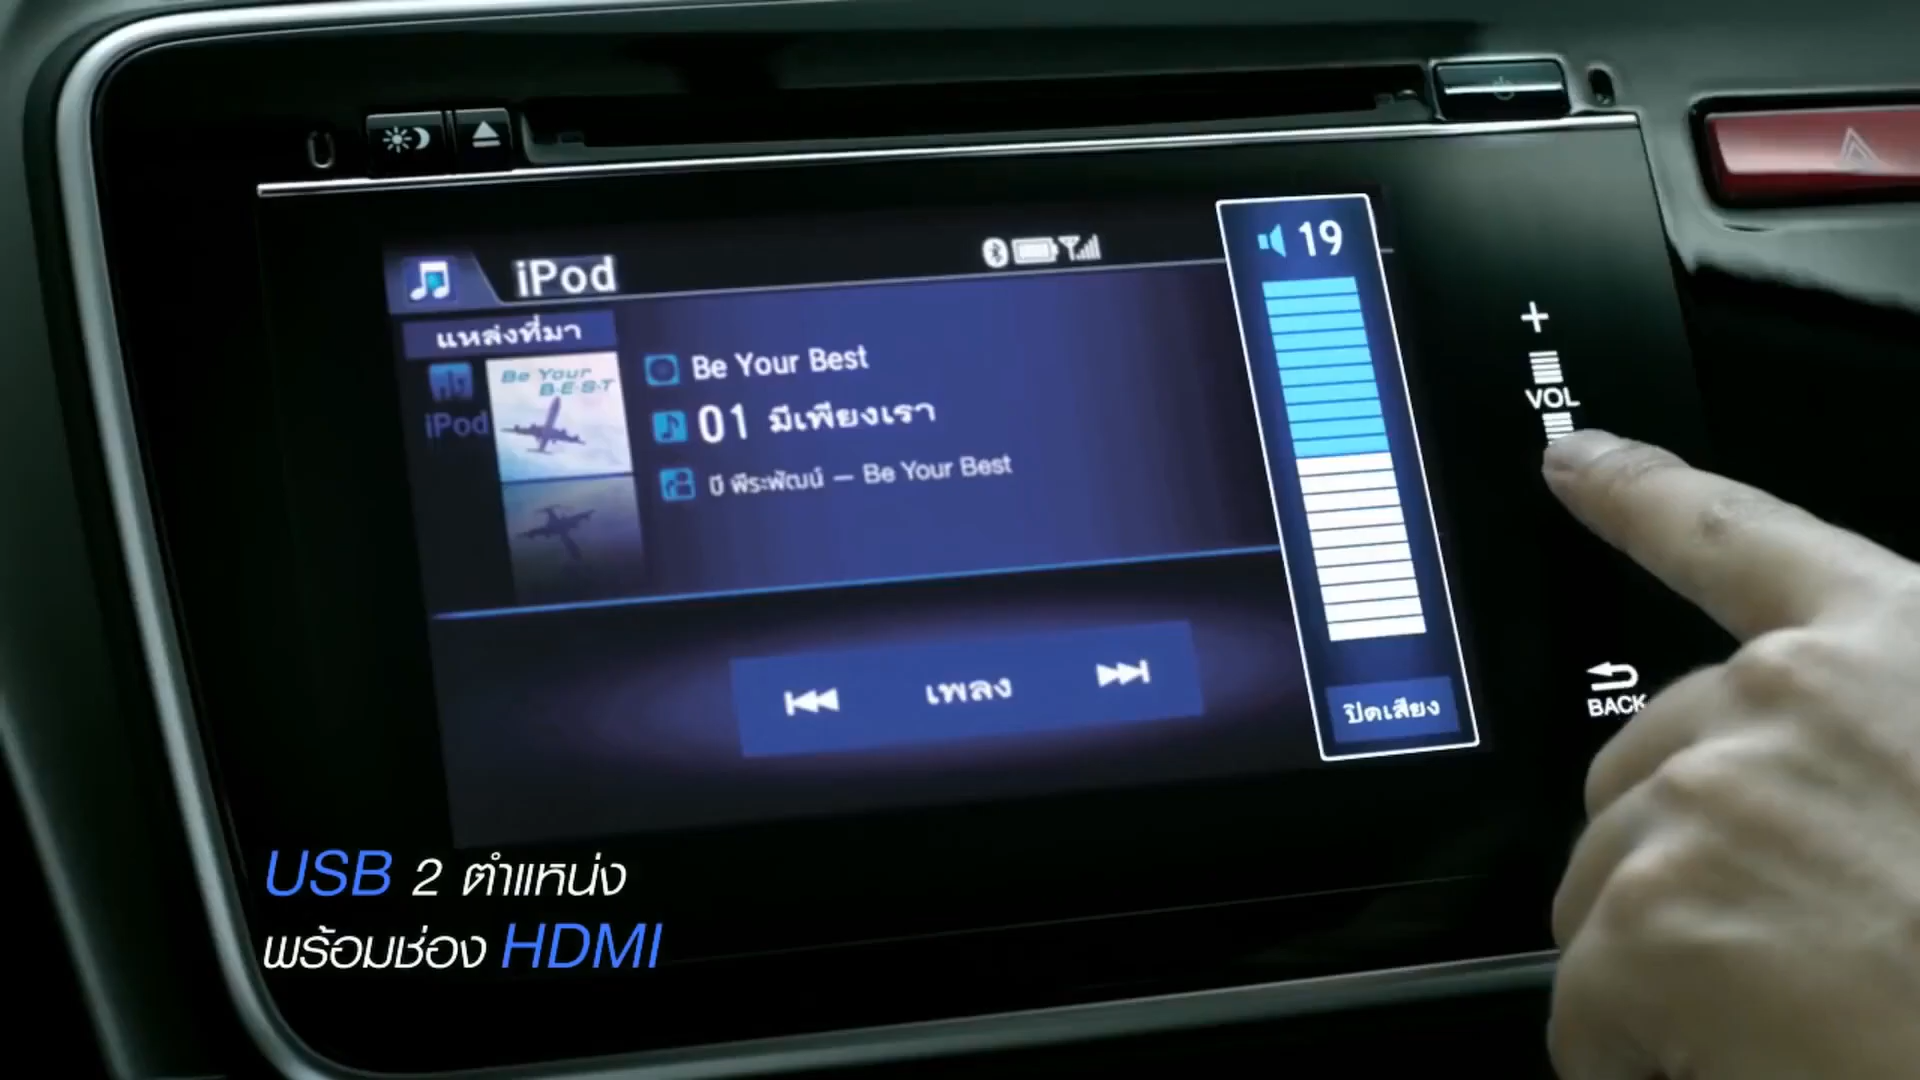 iPod
19
แหล่งที่มา
iPod
Be Your
B·E·S·T
Be Your Best
01 มีเพียงเรา
บี พีระพัฒน์ – Be Your Best
เพลง
ปิดเสียง
+
VOL
BACK
USB 2 ตำแหน่ง
พร้อมช่อง HDMI